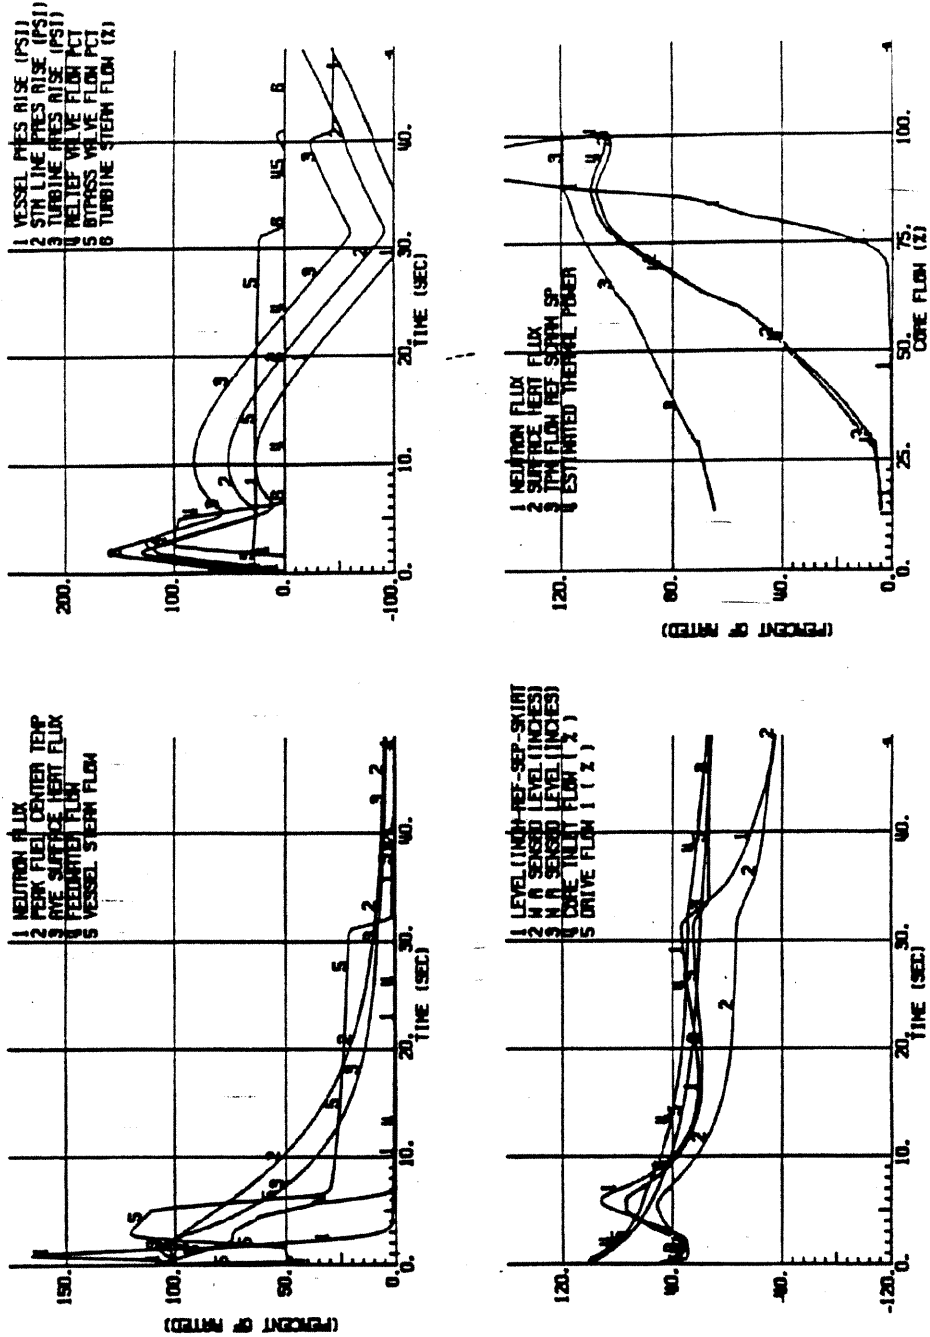 1 NEUTRON FLUX
2 PEAK FUEL CENTER TEMP
3 AVE SURFACE HEAT FLUX
4 FEEDWATER FLOW
5 VESSEL STEAM FLOW
150.
100.
50.
0.
(PERCENT OF RATED)
0. 10. 20. 30. 40.
TIME (SEC)
1 VESSEL PRES RISE (PSI)
2 STM LINE PRES RISE (PSI)
3 TURBINE PRES RISE (PSI)
4 RELIEF VALVE FLOW PCT
5 BYPASS VALVE FLOW PCT
6 TURBINE STEAM FLOW (%)
200.
100.
0.
-100.
0. 10. 20. 30. 40.
TIME (SEC)
1 LEVEL(INCH-REF-SEP-SKIRT
2 W R SENSED LEVEL(INCHES)
3 N R SENSED LEVEL(INCHES)
4 CORE INLET FLOW (%)
5 DRIVE FLOW 1 (%)
120.
40.
-40.
-120.
0. 10. 20. 30. 40.
TIME (SEC)
1 NEUTRON FLUX
2 SURFACE HEAT FLUX
3 TPM FLOW REF SCRAM SP
4 ESTIMATED THERMAL POWER
120.
80.
40.
0.
(PERCENT OF RATED)
0. 25. 50. 75. 100.
CORE FLOW (%)